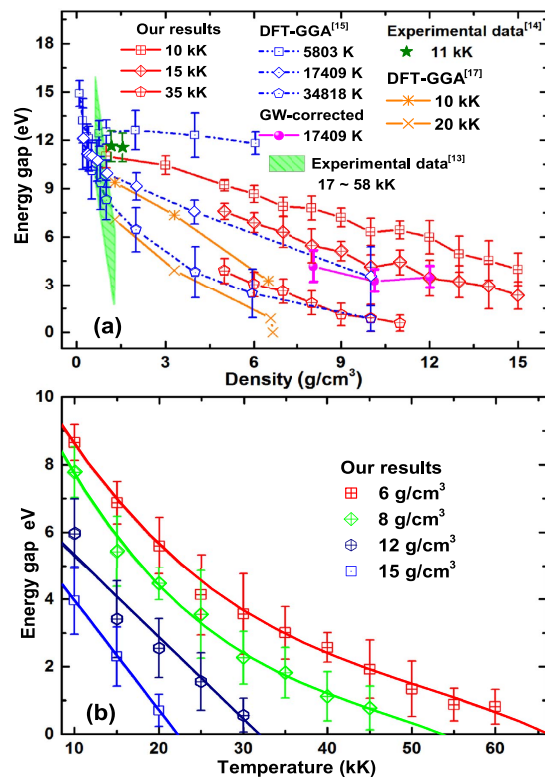 Our results
10 kK
15 kK
35 kK
DFT-GGA[15]
5803 K
17409 K
34818 K
GW-corrected
17409 K
Experimental data[13]
17 ~ 58 kK
Experimental data[14]
11 kK
DFT-GGA[17]
10 kK
20 kK
21
18
15
12
9
6
3
0
Energy gap (eV)
(a)
0 3 6 9 12 15
Density (g/cm3)
10
8
6
4
2
0
Energy gap eV
Our results
6 g/cm3
8 g/cm3
12 g/cm3
15 g/cm3
(b)
10 20 30 40 50 60
Temperature (kK)